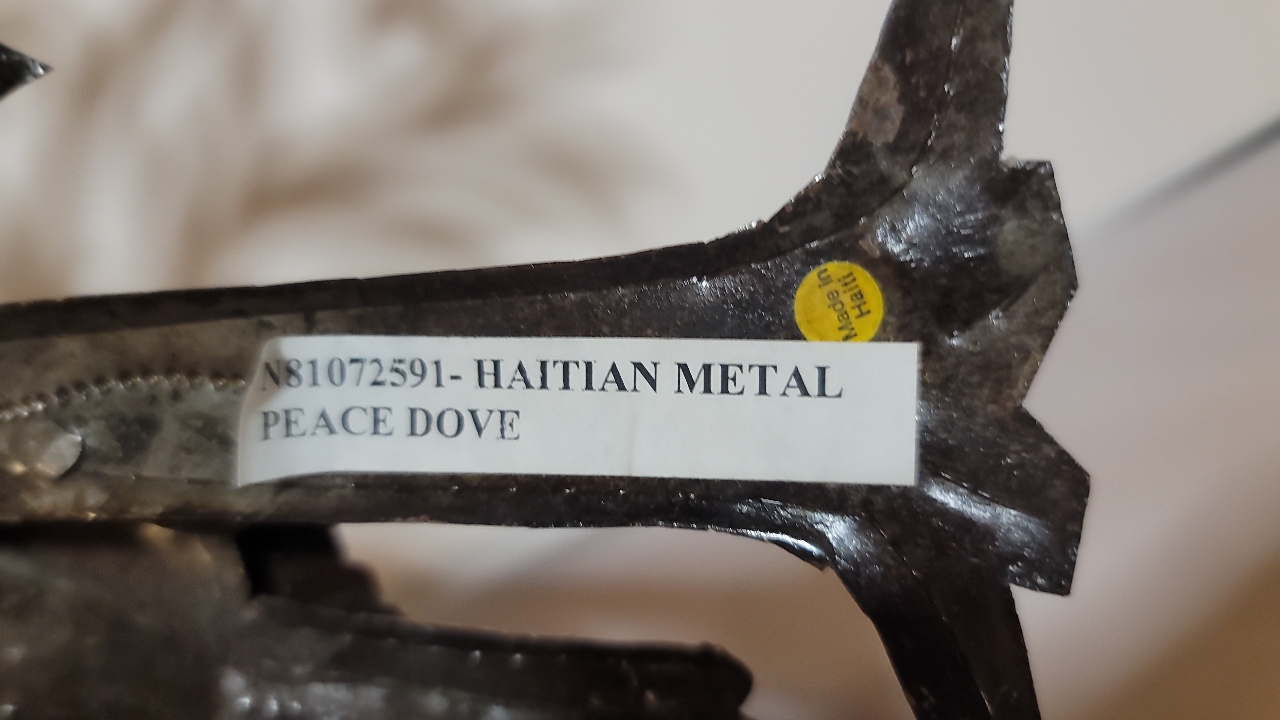 Made in
Haiti
N81072591- HAITIAN METAL
PEACE DOVE